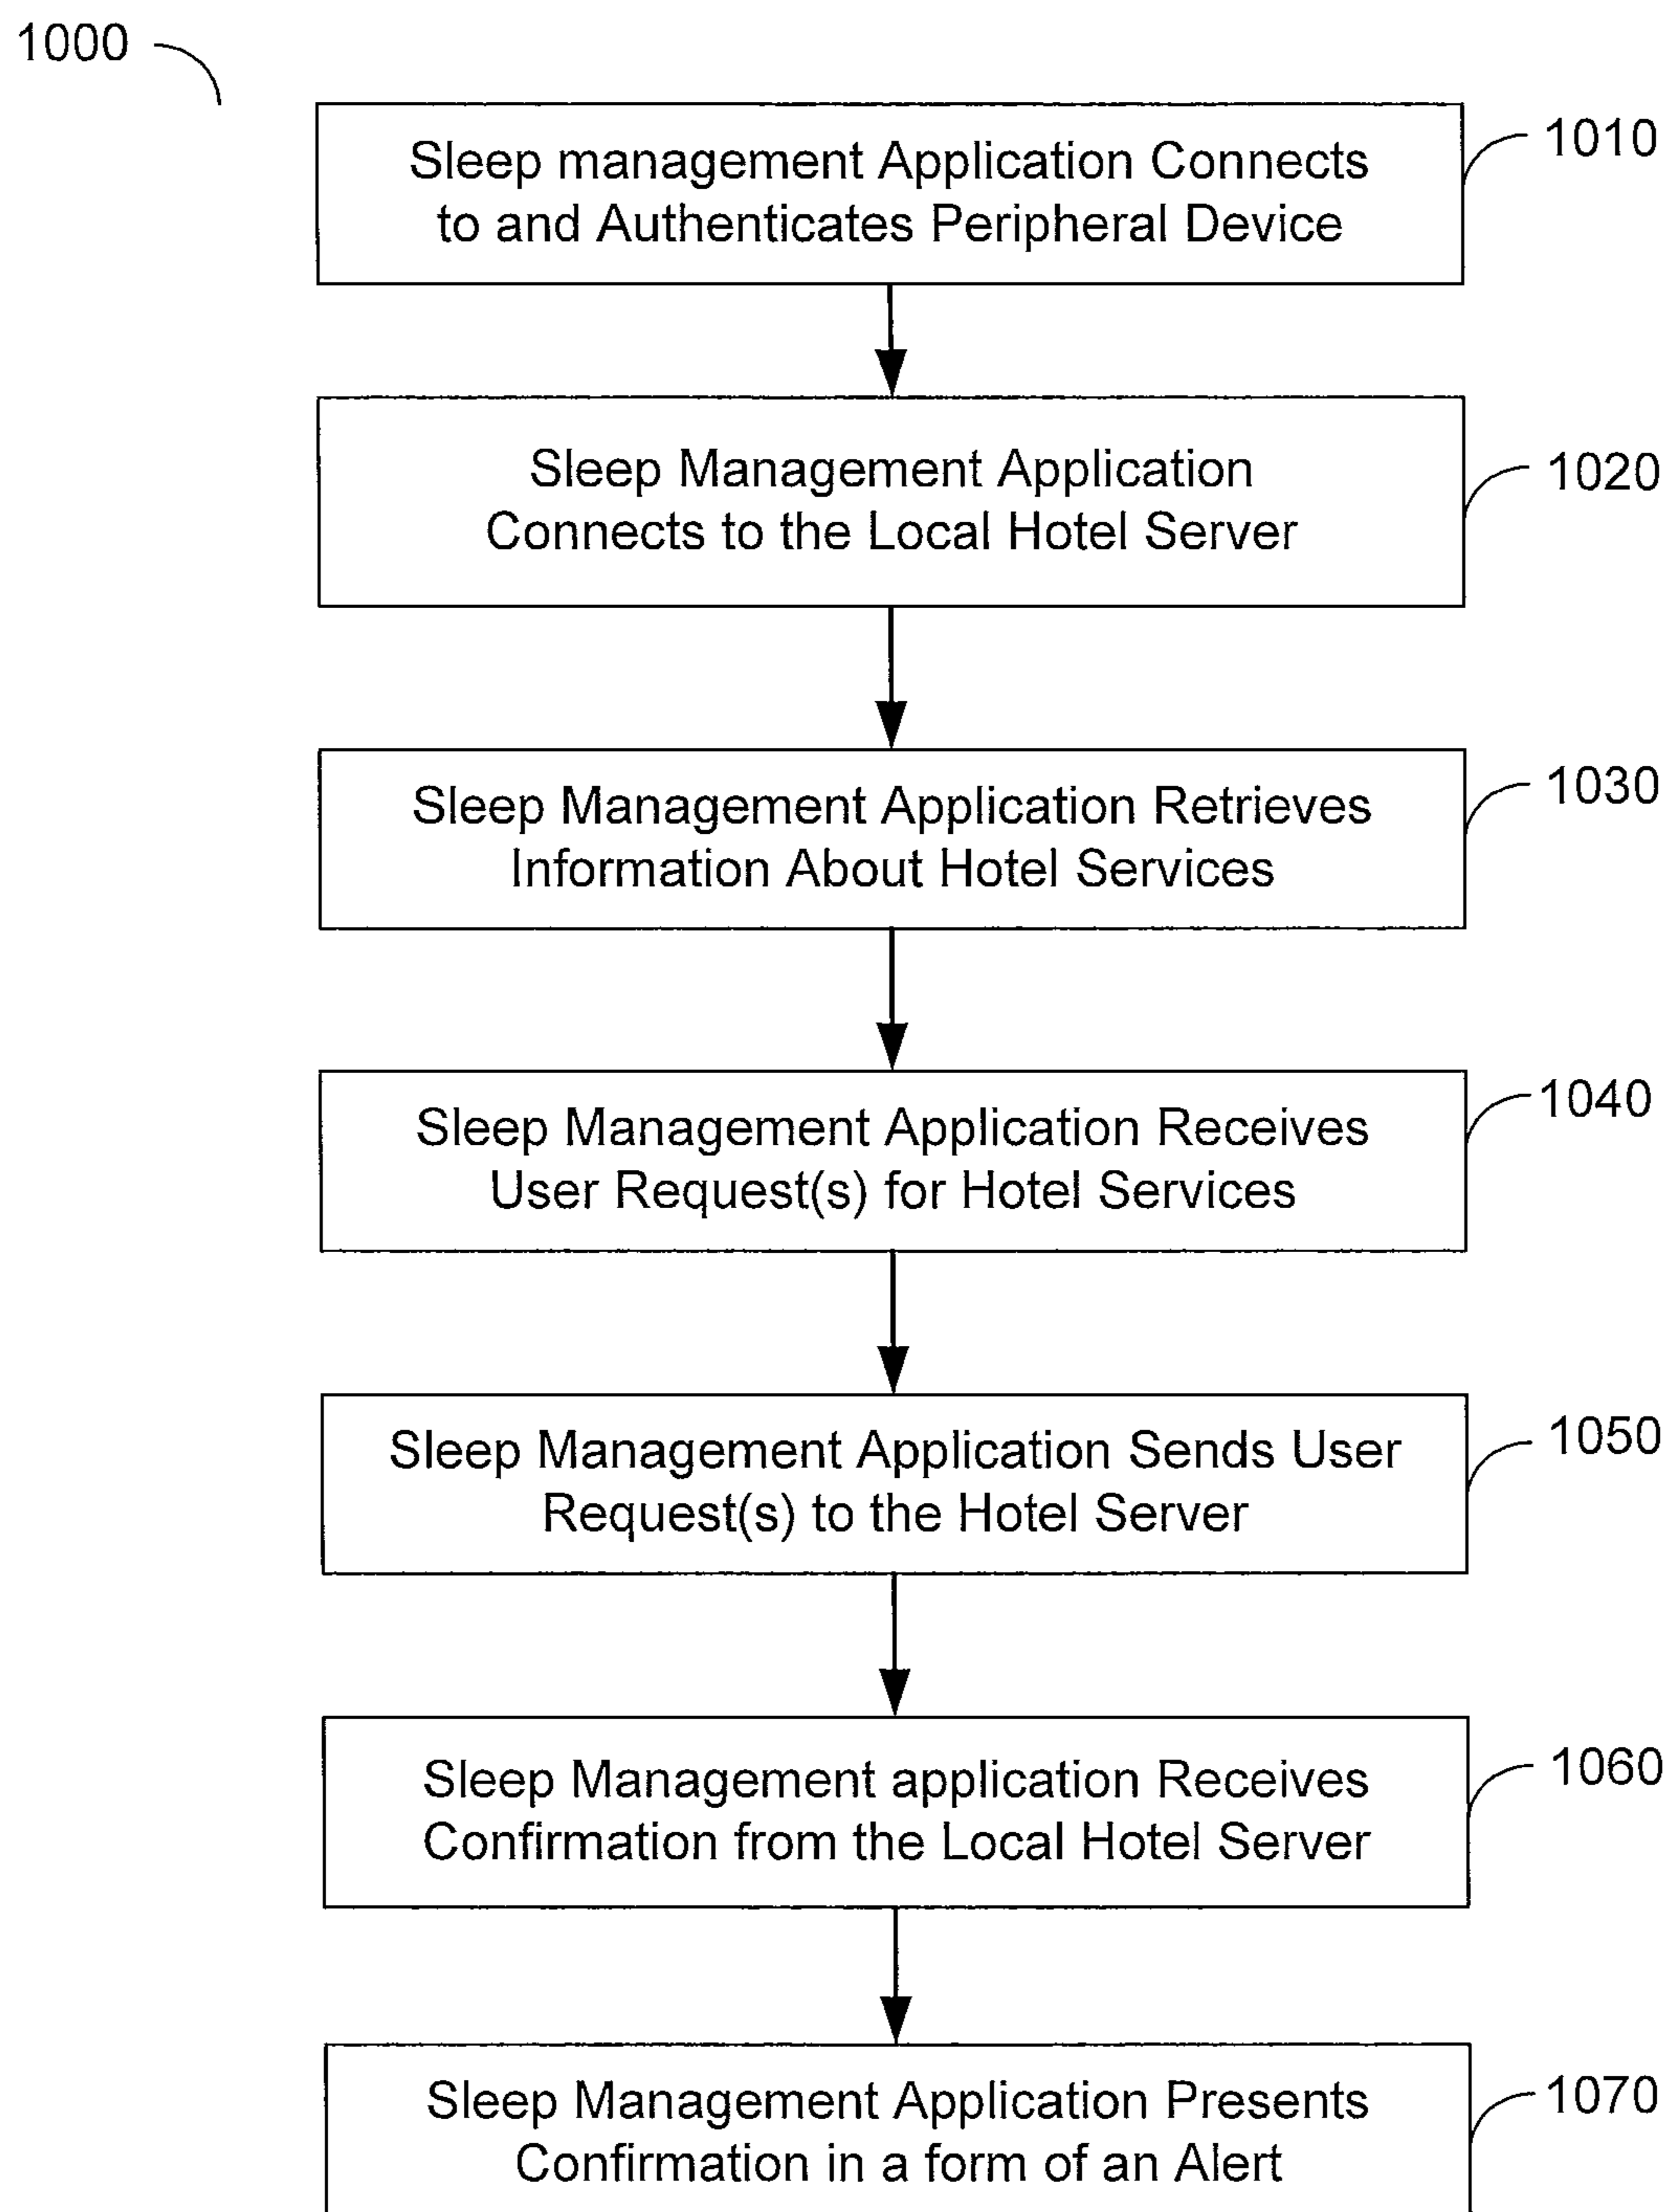 1000
Sleep management Application Connects
to and Authenticates Peripheral Device
1010
Sleep Management Application
Connects to the Local Hotel Server
1020
Sleep Management Application Retrieves
Information About Hotel Services
1030
Sleep Management Application Receives
User Request(s) for Hotel Services
1040
Sleep Management Application Sends User
Request(s) to the Hotel Server
1050
Sleep Management application Receives
Confirmation from the Local Hotel Server
1060
Sleep Management Application Presents
Confirmation in a form of an Alert
1070